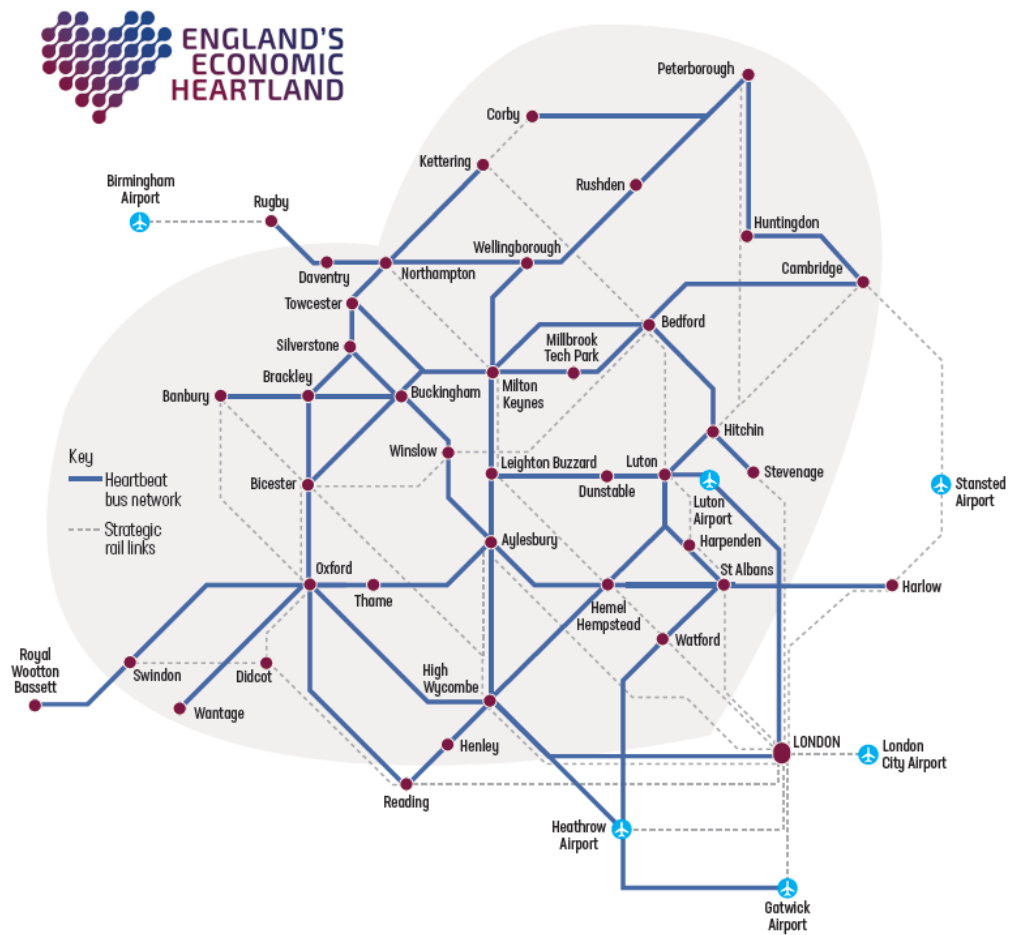 ENGLAND'S
ECONOMIC
HEARTLAND
Peterborough
Corby
Kettering
Rushden
Birmingham
Airport
Rugby
Huntingdon
Wellingborough
Daventry
Northampton
Cambridge
Towcester
Bedford
Silverstone
Millbrook
Tech Park
Brackley
Banbury
Buckingham
Milton
Keynes
Hitchin
Winslow
Key
Heartbeat
bus network
Strategic
rail links
Leighton Buzzard
Luton
Stevenage
Bicester
Dunstable
Luton
Airport
Stansted
Airport
Aylesbury
Harpenden
Oxford
St Albans
Thame
Hemel
Hempstead
Harlow
Watford
Royal
Wootton
Bassett
Swindon
Didcot
High
Wycombe
Wantage
Henley
LONDON
London
City Airport
Reading
Heathrow
Airport
Gatwick
Airport